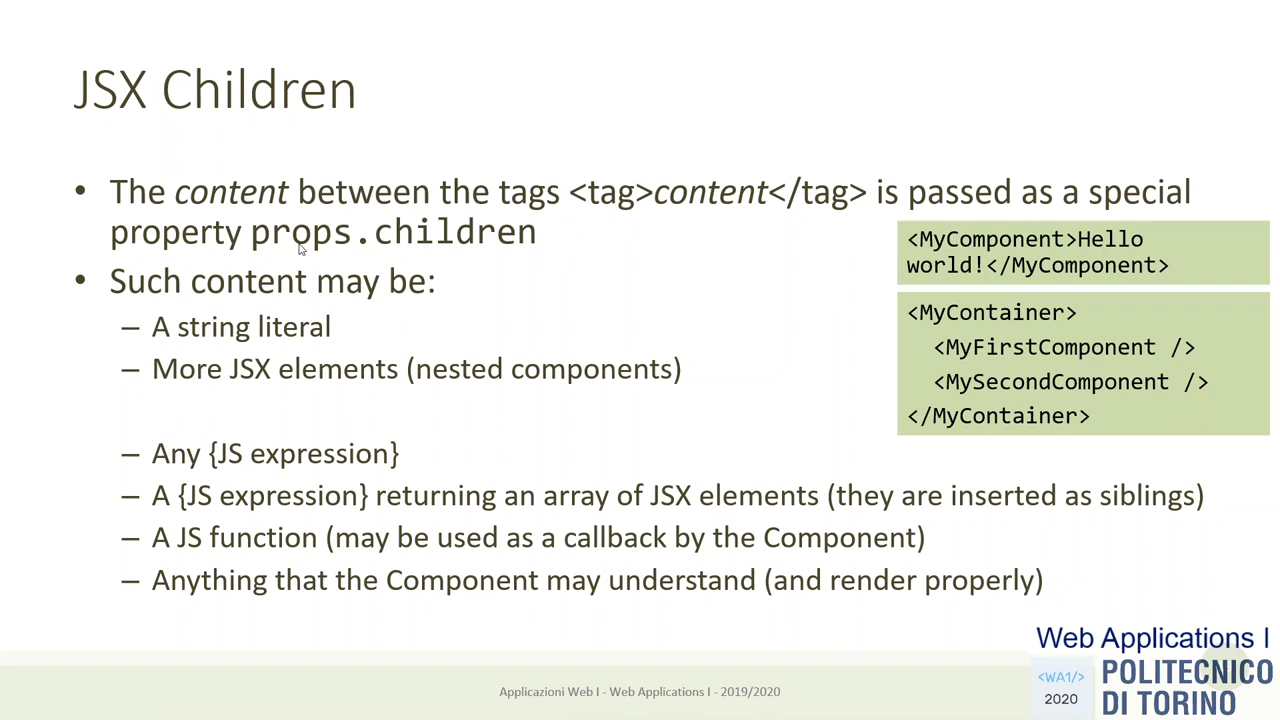 JSX Children
• The content between the tags <tag>content</tag> is passed as a special
property props.children
<MyComponent>Hello
world!</MyComponent>
• Such content may be:
– A string literal
– More JSX elements (nested components)
<MyContainer>
<MyFirstComponent />
<MySecondComponent />
</MyContainer>
– Any {JS expression}
– A {JS expression} returning an array of JSX elements (they are inserted as siblings)
– A JS function (may be used as a callback by the Component)
– Anything that the Component may understand (and render properly)
Applicazioni Web I - Web Applications I - 2019/2020
Web Applications I
<WA1/>
2020
POLITECNICO
DI TORINO